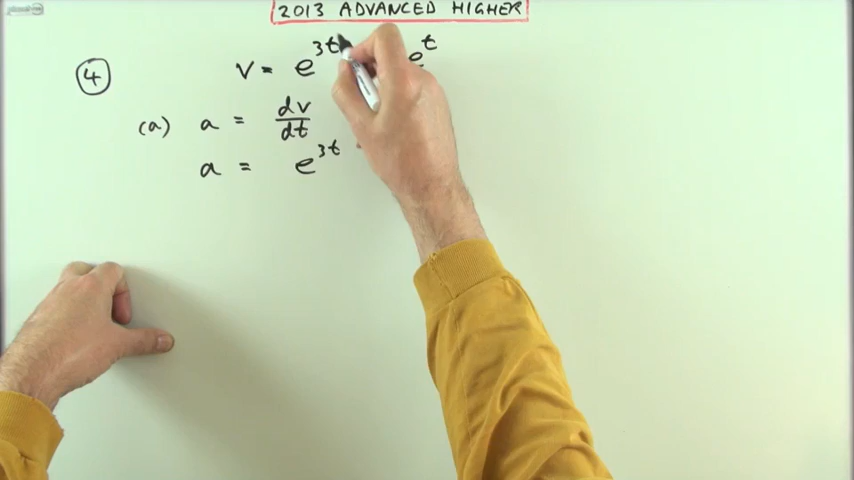 2013 ADVANCED HIGHER
4 v = e^3t e^t
(a) a = dv/dt
a = e^3t